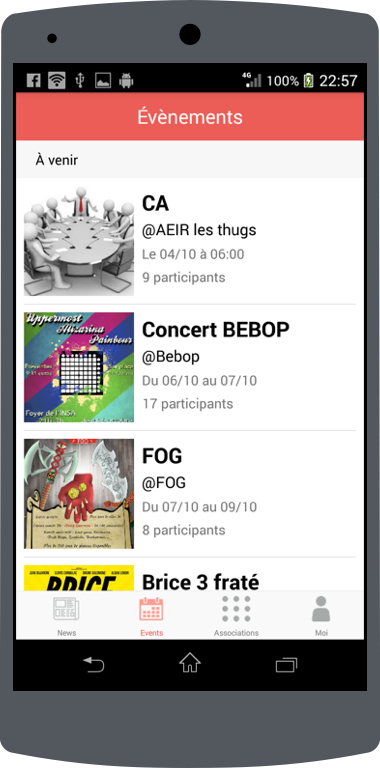 4G 100% 22:57
Évènements
À venir
CA
@AEIR les thugs
Le 04/10 à 06:00
9 participants
Uppermost
Mizarina
Painbour
Foyer de l'INSA
Concert BEBOP
@Bebop
Du 06/10 au 07/10
17 participants
FOG
@FOG
Du 07/10 au 09/10
8 participants
BRICE
Brice 3 fraté
News
Events
Associations
Moi